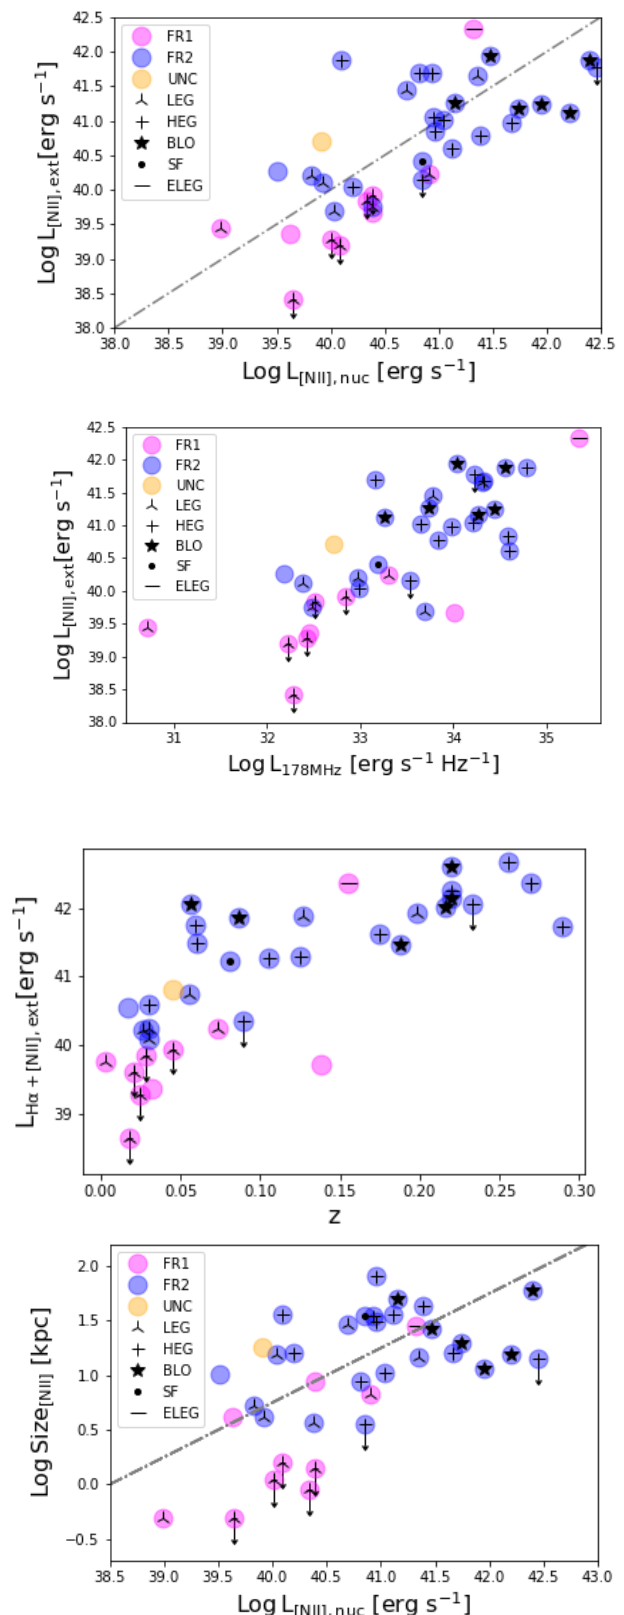 42.5
42.0
41.5
41.0
40.5
40.0
39.5
39.0
38.5
38.0
Log L[NII], ext[erg s−1]
FR1
FR2
UNC
LEG
HEG
BLO
SF
ELEG
38.0 38.5 39.0 39.5 40.0 40.5 41.0 41.5 42.0 42.5
Log L[NII], nuc [erg s−1]
42.5
42.0
41.5
41.0
40.5
40.0
39.5
39.0
38.5
38.0
Log L[NII], ext[erg s−1]
FR1
FR2
UNC
LEG
HEG
BLO
SF
ELEG
31 32 33 34 35
Log L178MHz [erg s−1 Hz−1]
42
41
40
39
LHα + [NII], ext[erg s−1]
0.00 0.05 0.10 0.15 0.20 0.25 0.30
z
2.0
1.5
1.0
0.5
0.0
−0.5
Log Size[NII] [kpc]
FR1
FR2
UNC
LEG
HEG
BLO
SF
ELEG
38.5 39.0 39.5 40.0 40.5 41.0 41.5 42.0 42.5 43.0
Log L[NII], nuc [erg s−1]